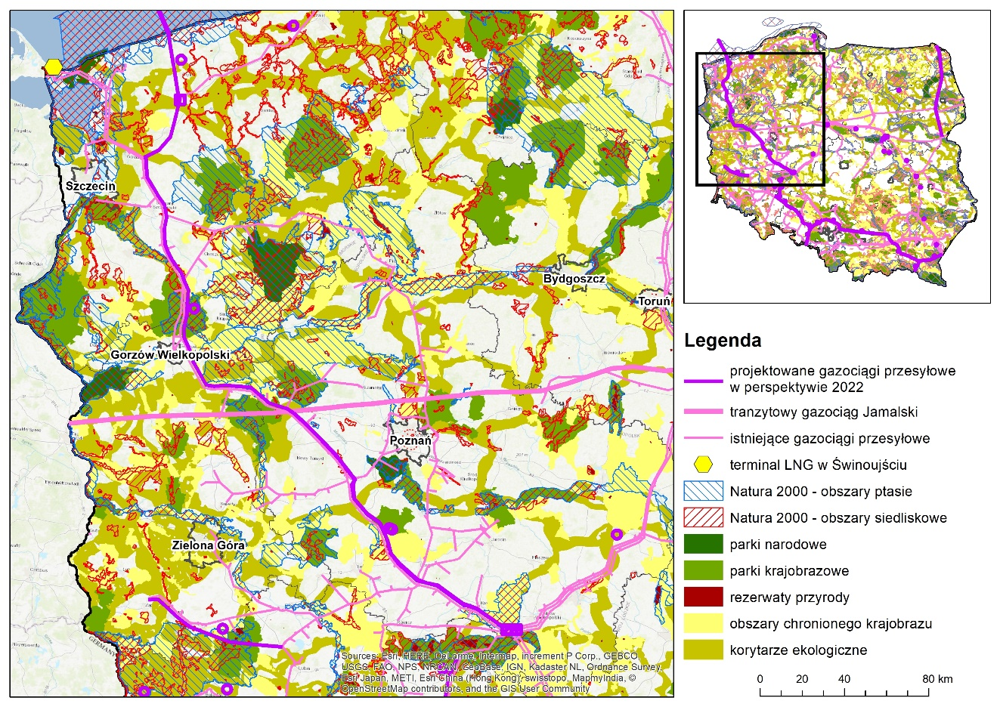 Szczecin
Bydgoszcz
Toruń
Gorzów Wielkopolski
Poznań
Nowy Tomyśl
Zielona Góra
GERMANY
Sources: Esri, HERE, DeLorme, Intermap, increment P Corp., GEBCO,
USGS, FAO, NPS, NRCAN, GeoBase, IGN, Kadaster NL, Ordnance Survey,
Esri Japan, METI, Esri China (Hong Kong), swisstopo, MapmyIndia, ©
OpenStreetMap contributors, and the GIS User Community
Legenda
projektowane gazociągi przesyłowe
w perspektywie 2022
tranzytowy gazociąg Jamalski
istniejące gazociągi przesyłowe
terminal LNG w Świnoujściu
Natura 2000 - obszary ptasie
Natura 2000 - obszary siedliskowe
parki narodowe
parki krajobrazowe
rezerwaty przyrody
obszary chronionego krajobrazu
korytarze ekologiczne
0 20 40 80 km